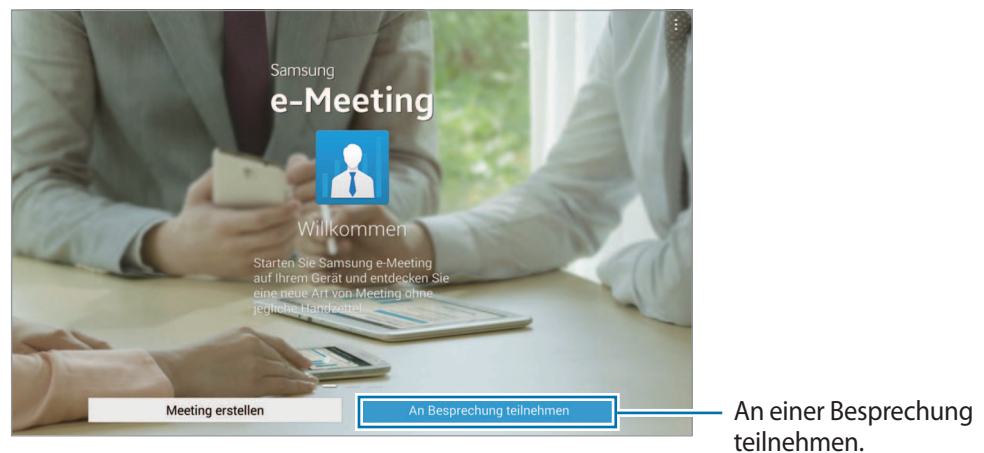 Samsung
e-Meeting
Willkommen
Starten Sie Samsung e-Meeting
auf Ihrem Gerät und entdecken Sie
eine neue Art von Meeting ohne
jegliche Handzettel.
Meeting erstellen
An Besprechung teilnehmen
An einer Besprechung
teilnehmen.